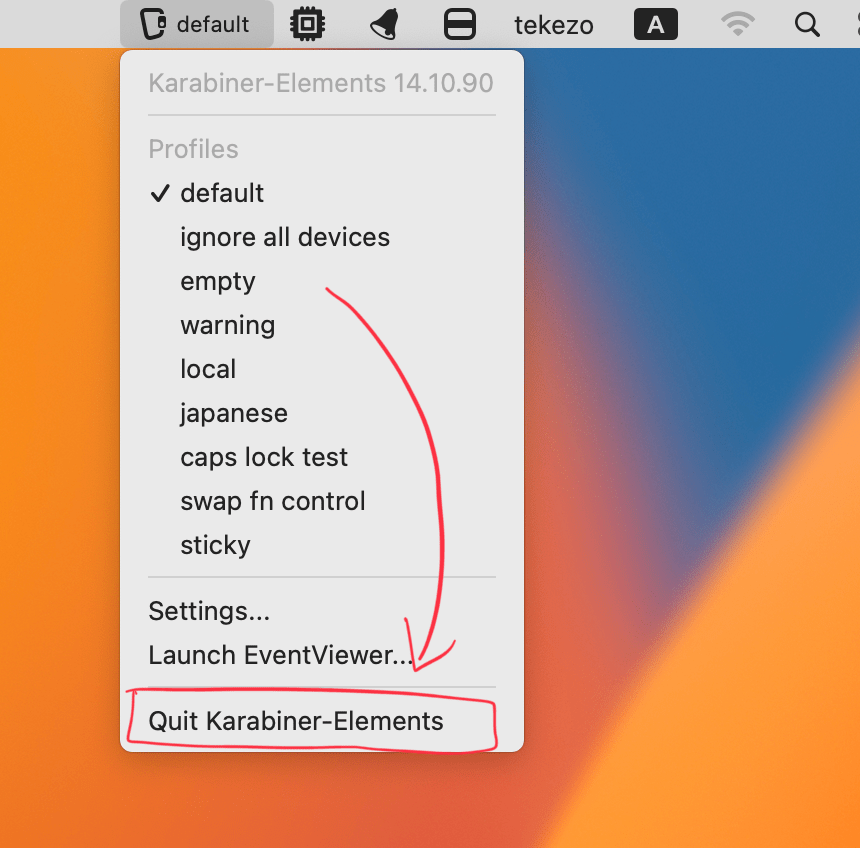 default
tekezo
A
Karabiner-Elements 14.10.90
Profiles
✓ default
ignore all devices
empty
warning
local
japanese
caps lock test
swap fn control
sticky
Settings...
Launch EventViewer...
Quit Karabiner-Elements